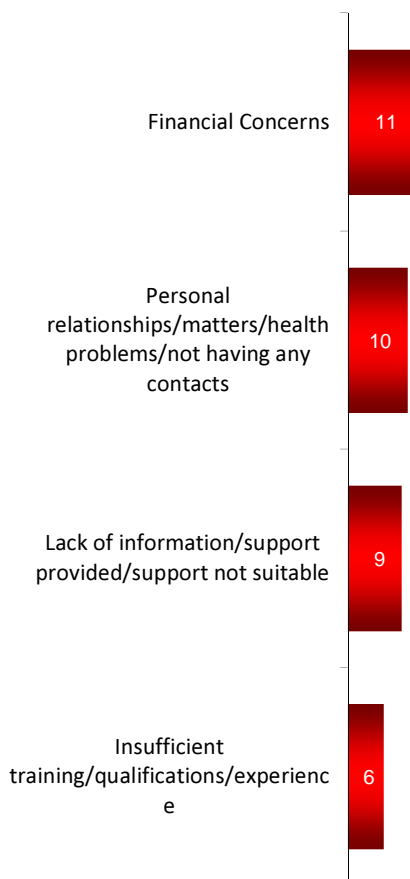 Financial Concerns
11
Personal
relationships/matters/health
problems/not having any
contacts
10
Lack of information/support
provided/support not suitable
9
Insufficient
training/qualifications/experienc
e
6